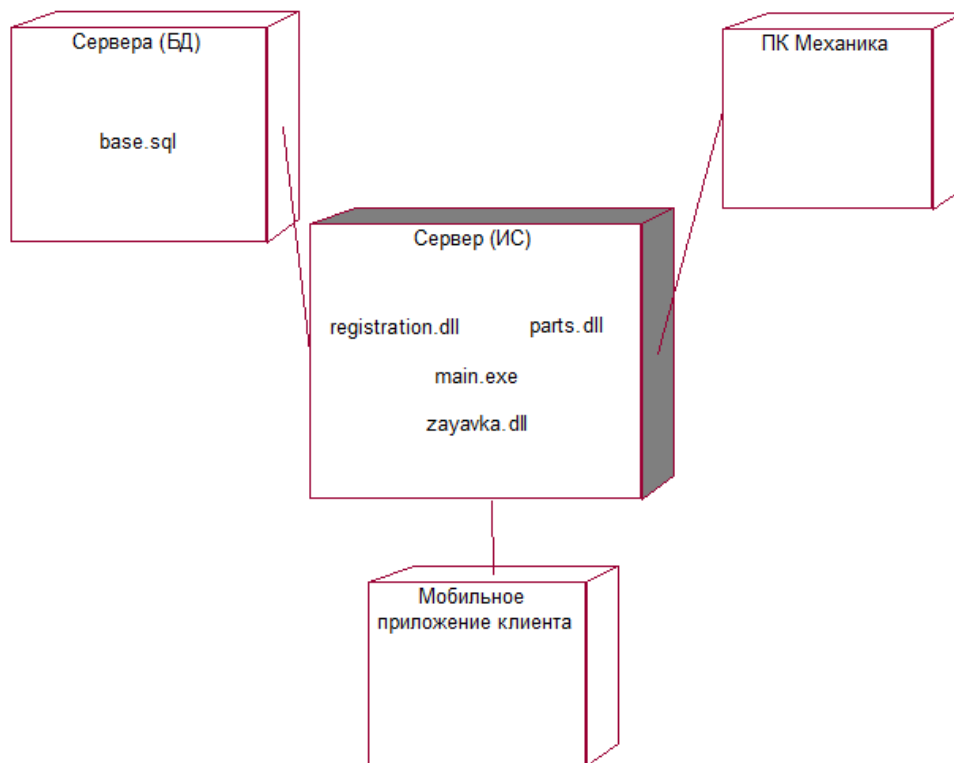 Сервера (БД)
base.sql
ПК Механика
Сервер (ИС)
registration.dll
parts.dll
main.exe
zayavka.dll
Мобильное
приложение клиента